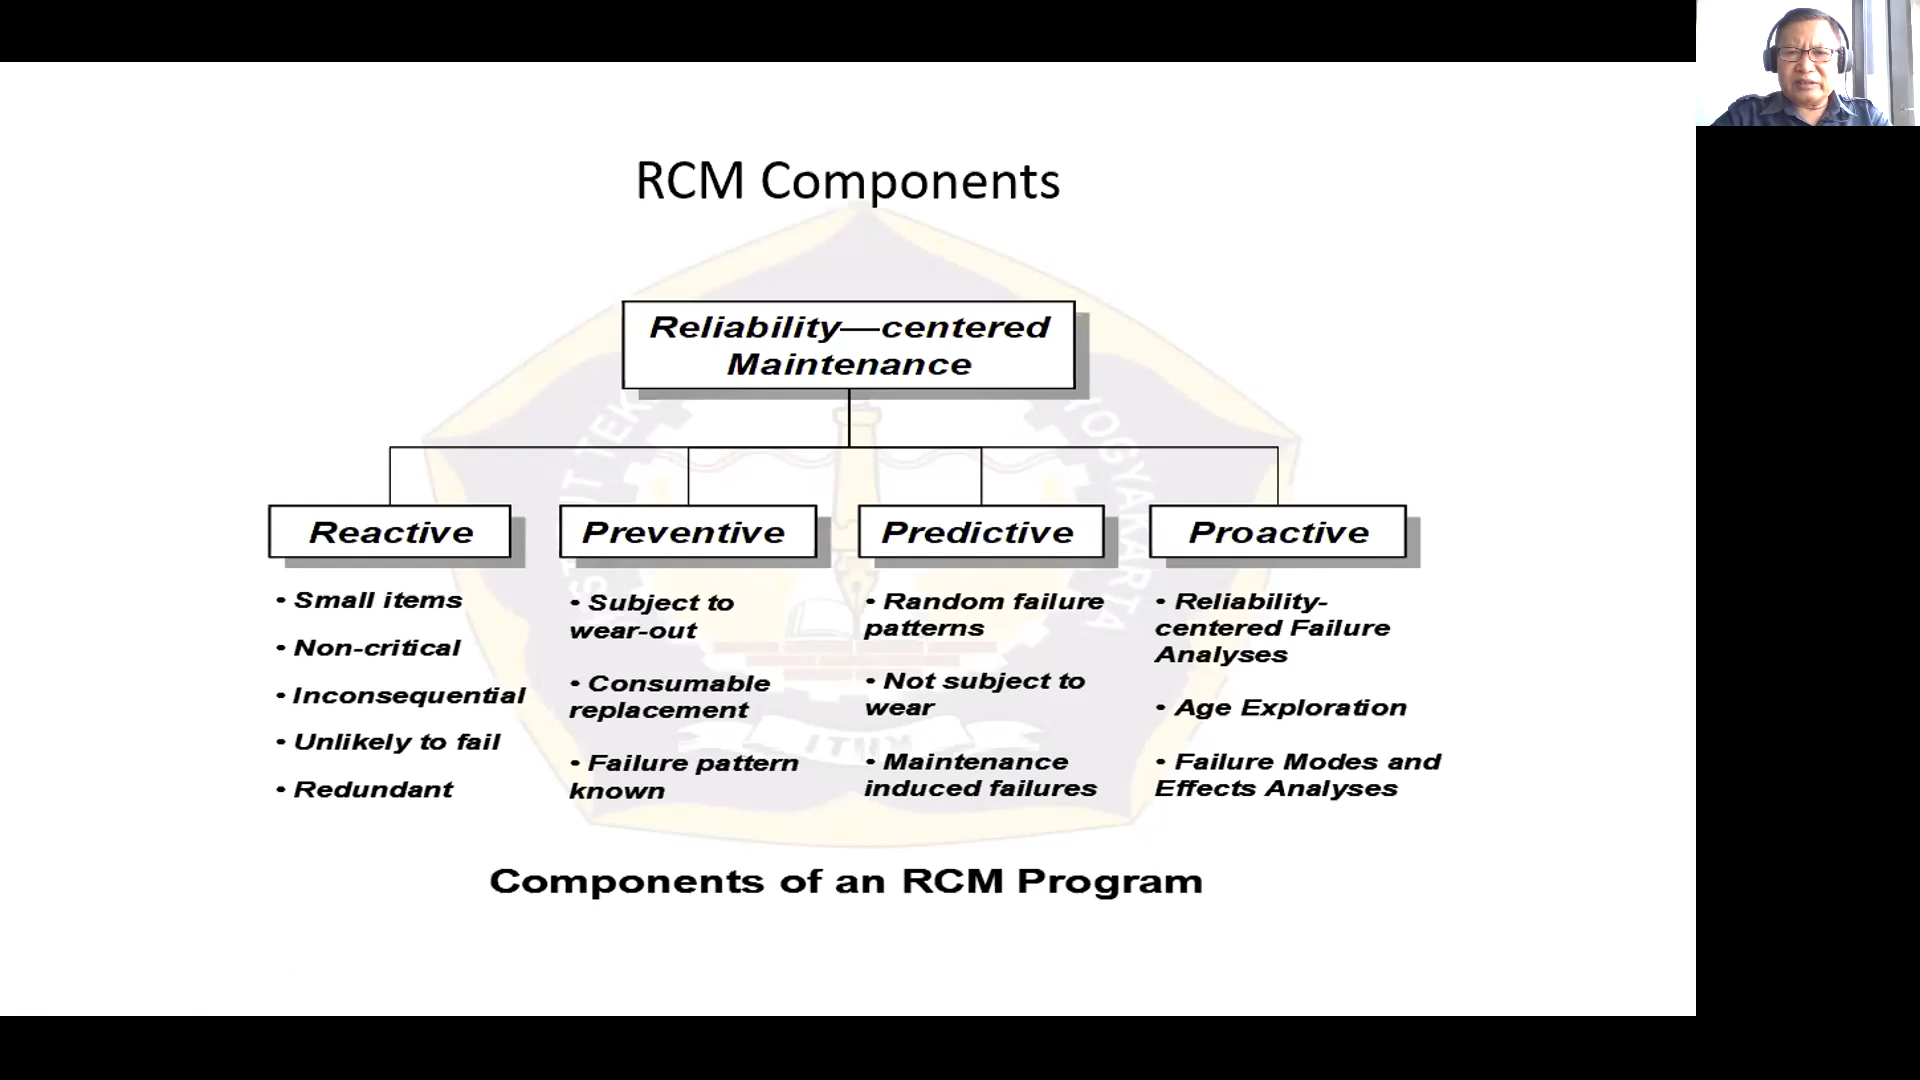 RCM Components
Reliability—centered
Maintenance
Reactive
• Small items
• Non-critical
• Inconsequential
• Unlikely to fail
• Redundant
Preventive
• Subject to
wear-out
• Consumable
replacement
• Failure pattern
known
Predictive
• Random failure
patterns
• Not subject to
wear
• Maintenance
induced failures
Proactive
• Reliability-
centered Failure
Analyses
• Age Exploration
• Failure Modes and
Effects Analyses
Components of an RCM Program
YOGYAKARTA